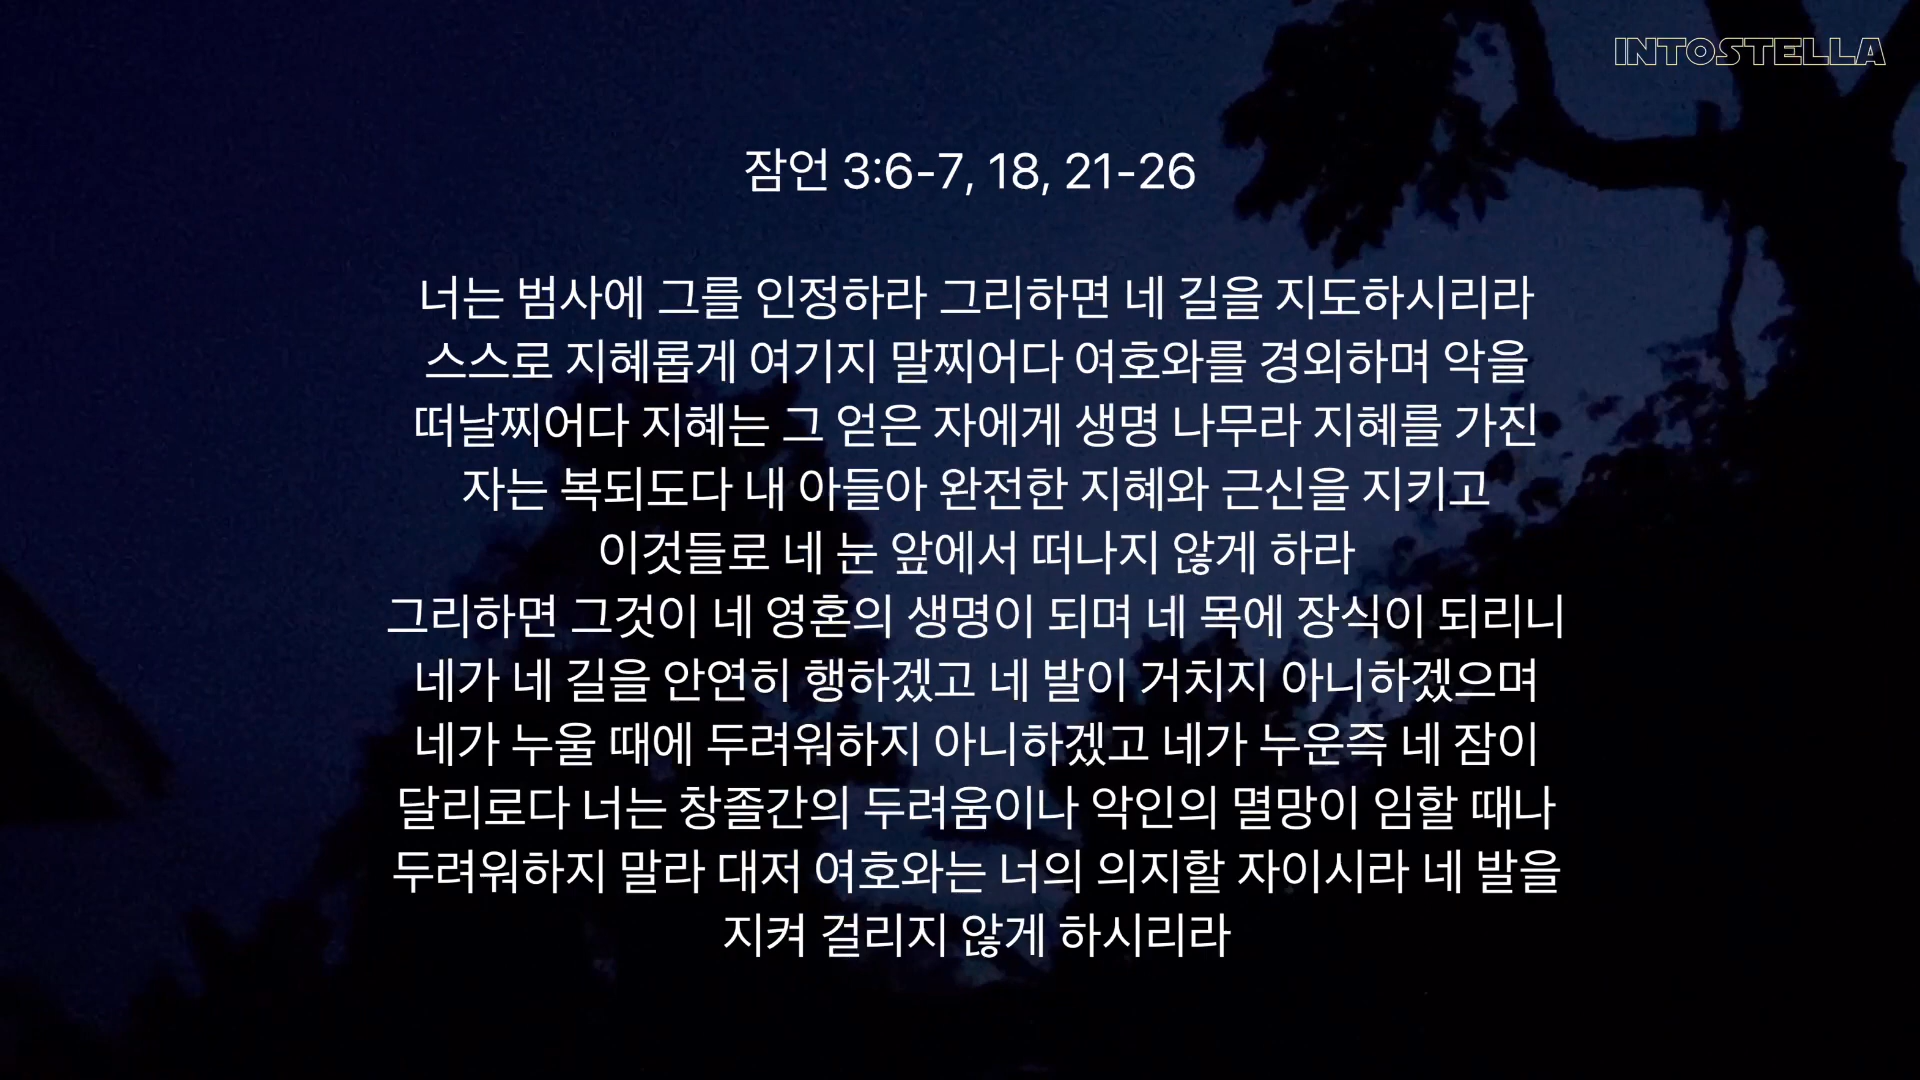 INTOSTELLA
잠언 3:6-7, 18, 21-26
너는 범사에 그를 인정하라 그리하면 네 길을 지도하시리라
스스로 지혜롭게 여기지 말찌어다 여호와를 경외하며 악을
떠날찌어다 지혜는 그 얻은 자에게 생명 나무라 지혜를 가진
자는 복되도다 내 아들아 완전한 지혜와 근신을 지키고
이것들로 네 눈 앞에서 떠나지 않게 하라
그리하면 그것이 네 영혼의 생명이 되며 네 목에 장식이 되리니
네가 네 길을 안연히 행하겠고 네 발이 거치지 아니하겠으며
네가 누울 때에 두려워하지 아니하겠고 네가 누운즉 네 잠이
달리로다 너는 창졸간의 두려움이나 악인의 멸망이 임할 때나
두려워하지 말라 대저 여호와는 너의 의지할 자이시라 네 발을
지켜 걸리지 않게 하시리라